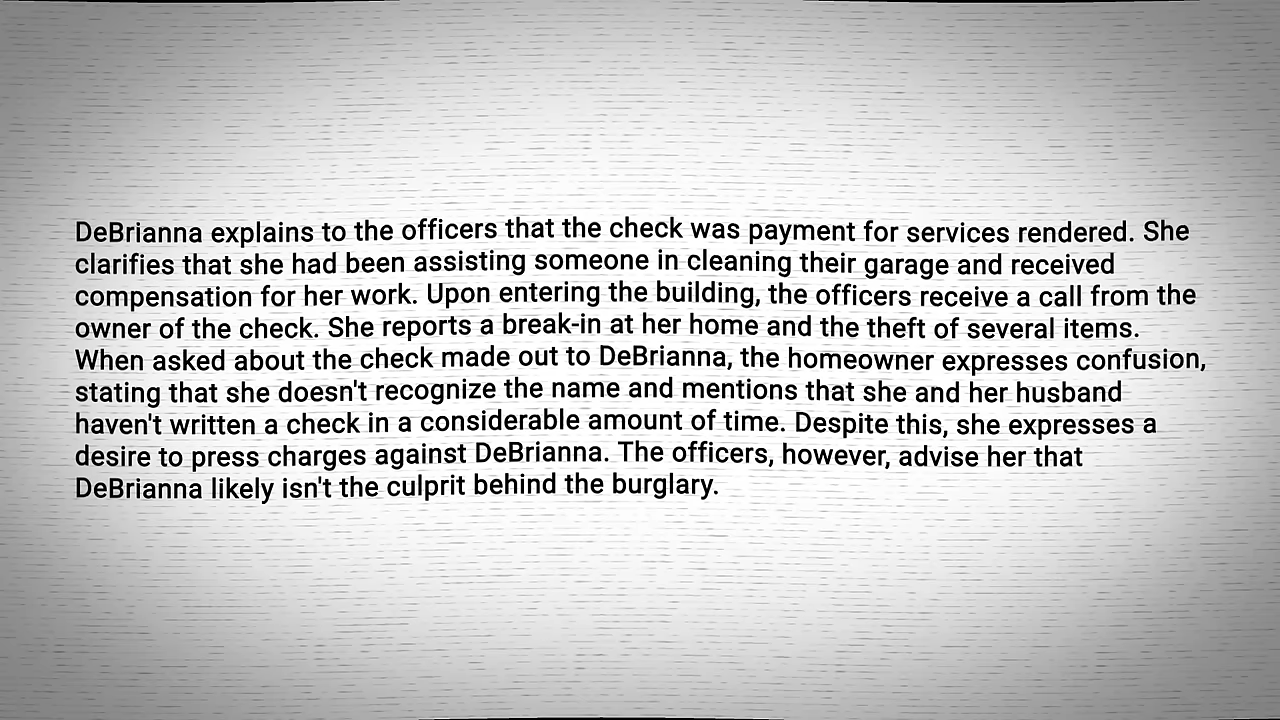 DeBrianna explains to the officers that the check was payment for services rendered. She
clarifies that she had been assisting someone in cleaning their garage and received
compensation for her work. Upon entering the building, the officers receive a call from the
owner of the check. She reports a break-in at her home and the theft of several items.
When asked about the check made out to DeBrianna, the homeowner expresses confusion,
stating that she doesn't recognize the name and mentions that she and her husband
haven't written a check in a considerable amount of time. Despite this, she expresses a
desire to press charges against DeBrianna. The officers, however, advise her that
DeBrianna likely isn't the culprit behind the burglary.